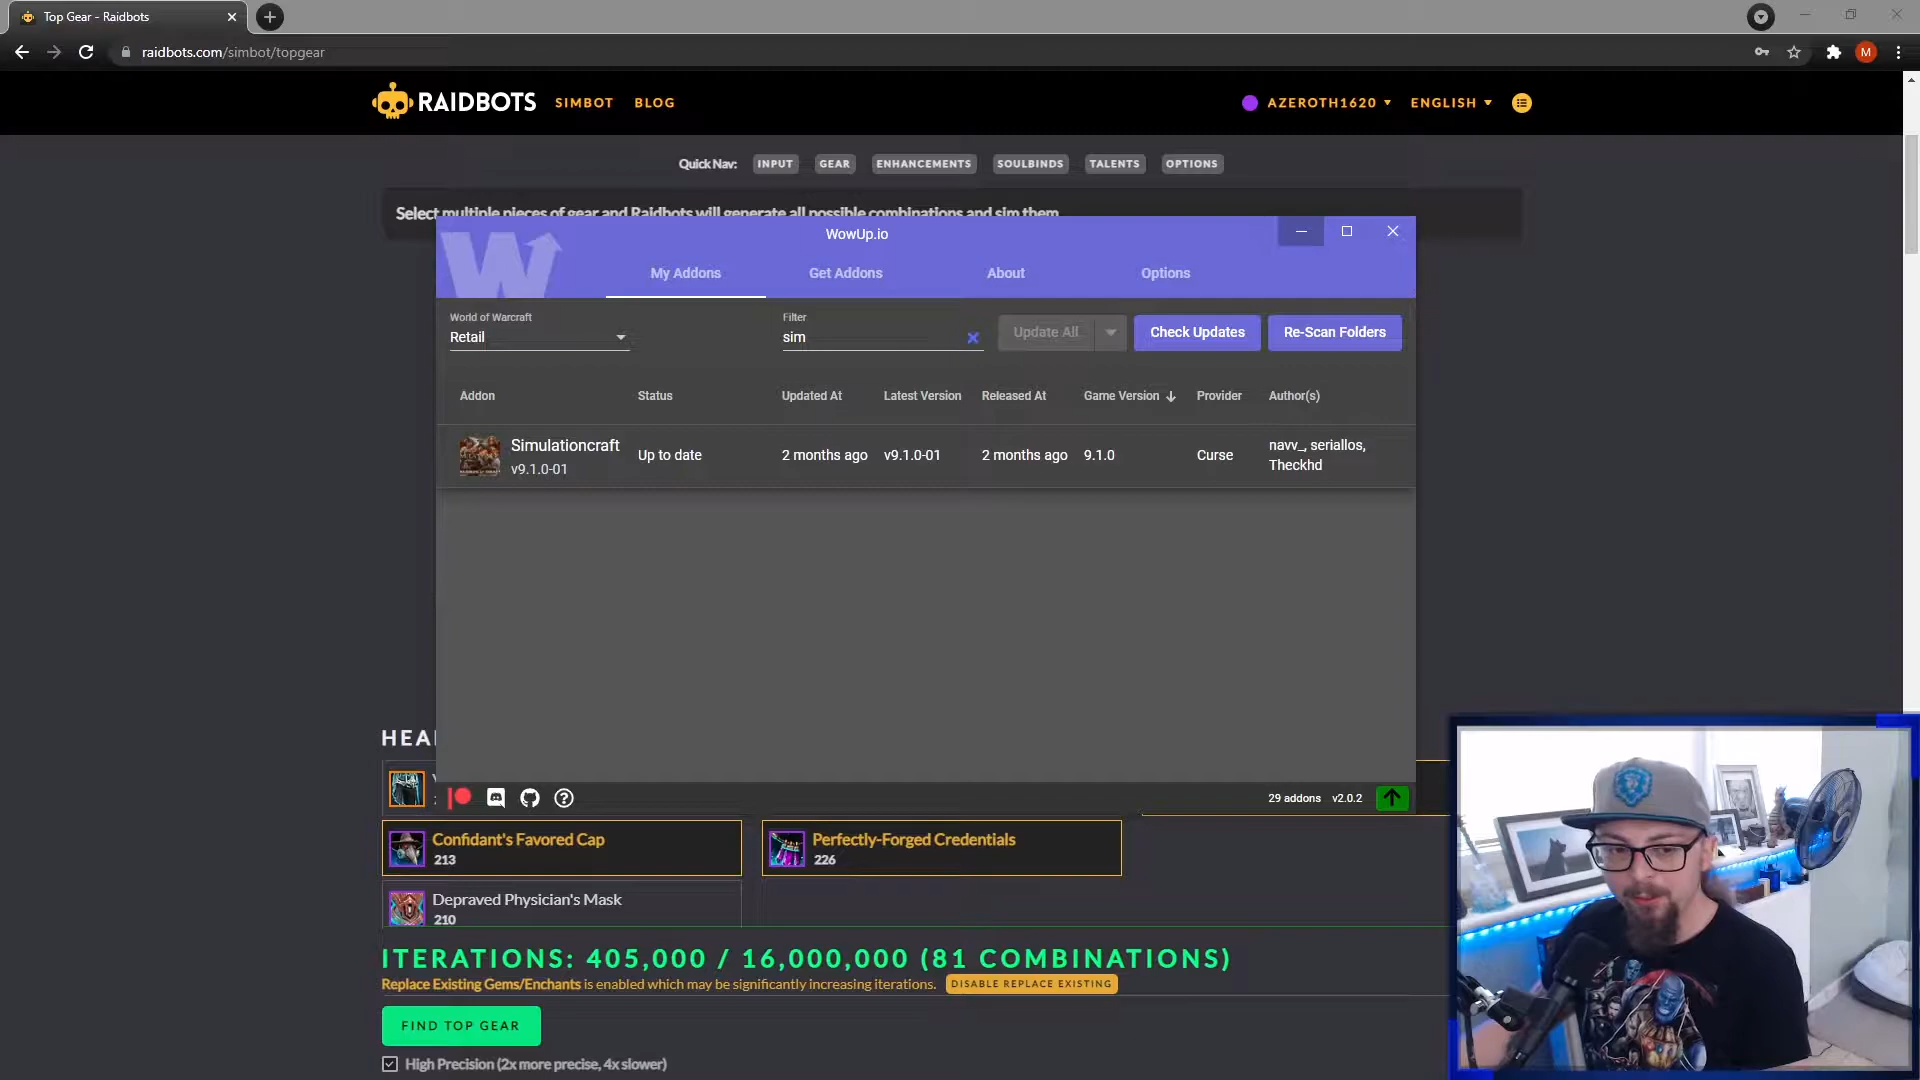 Top Gear - Raidbots
raidbots.com/simbot/topgear
M
RAIDBOTS SIMBOT BLOG AZEROTH1620 ENGLISH
Quick Nav: INPUT GEAR ENHANCEMENTS SOULBINDS TALENTS OPTIONS
Select multiple pieces of gear and Raidbots will generate all possible combinations and sim them
WowUp.io
My Addons Get Addons About Options
World of Warcraft
Retail
Filter
sim
Update All Check Updates Re-Scan Folders
Addon Status Updated At Latest Version Released At Game Version Provider Author(s)
Simulationcraft
v9.1.0-01
Up to date 2 months ago v9.1.0-01 2 months ago 9.1.0 Curse
navv_, seriallos,
Theckhd
29 addons v2.0.2
Confidant's Favored Cap
213
Perfectly-Forged Credentials
226
Depraved Physician's Mask
210
ITERATIONS: 405,000 / 16,000,000 (81 COMBINATIONS)
Replace Existing Gems/Enchants is enabled which may be significantly increasing iterations. DISABLE REPLACE EXISTING
FIND TOP GEAR
High Precision (2x more precise, 4x slower)